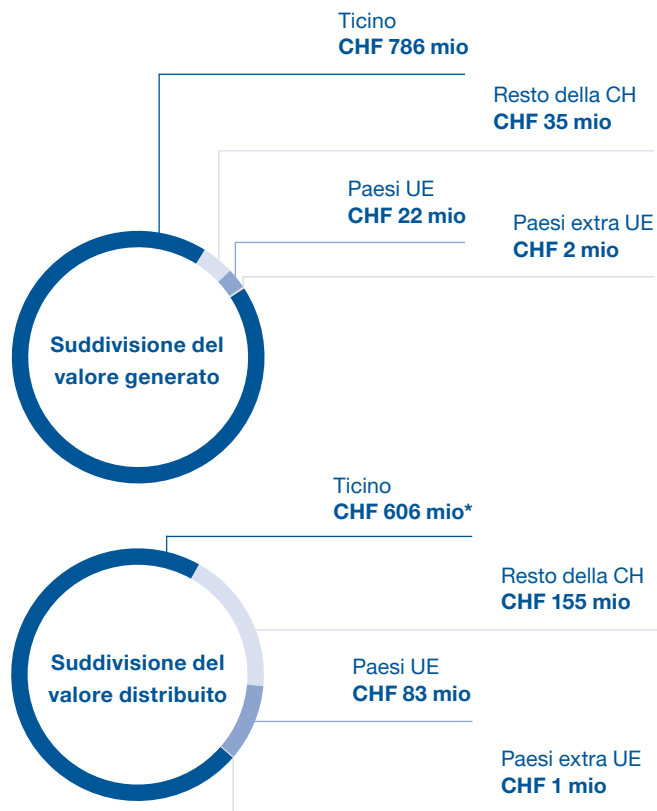 Ticino
CHF 786 mio
Resto della CH
CHF 35 mio
Paesi UE
CHF 22 mio
Paesi extra UE
CHF 2 mio
Suddivisione del
valore generato
Ticino
CHF 606 mio*
Resto della CH
CHF 155 mio
Suddivisione del
valore distribuito
Paesi UE
CHF 83 mio
Paesi extra UE
CHF 1 mio